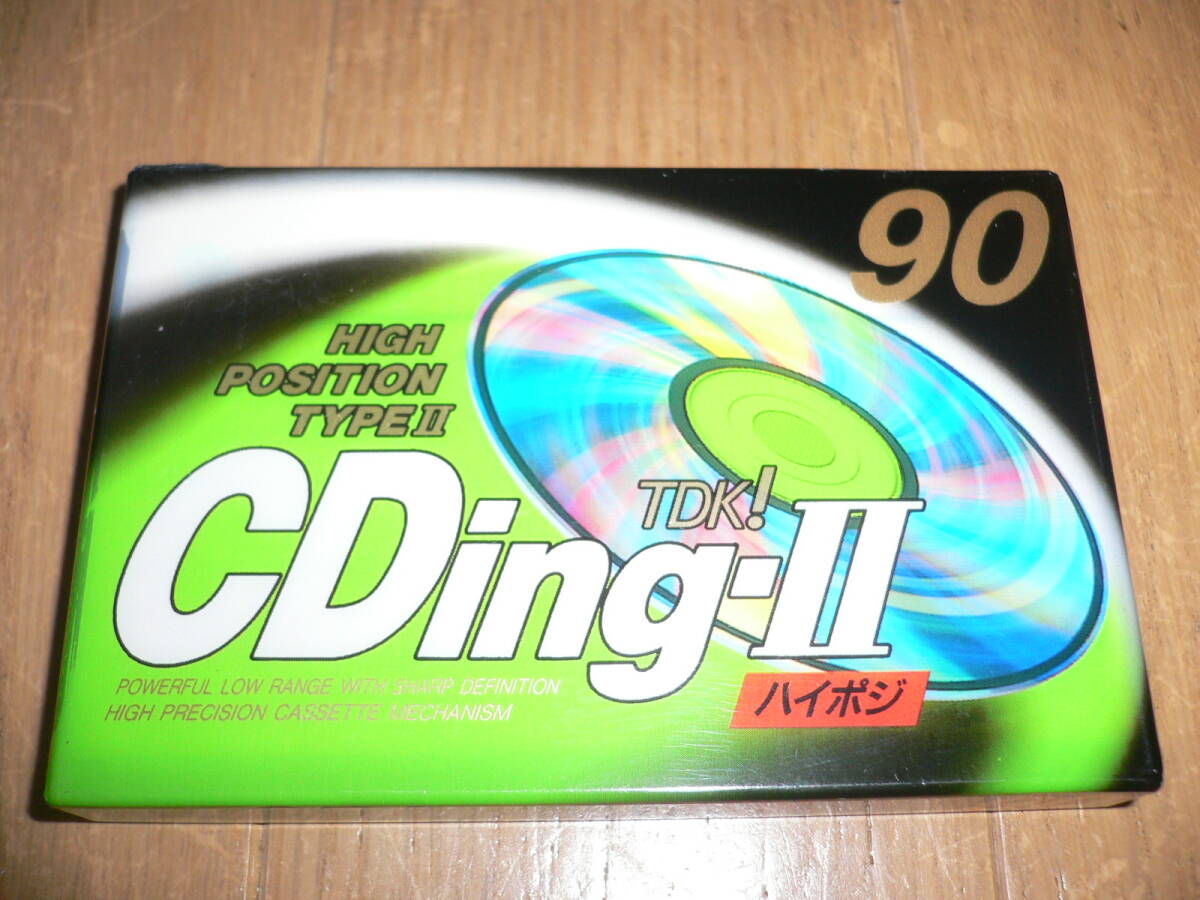 90
HIGH
POSITION
TYPE II
TDK!
CDing-II
POWERFUL LOW RANGE WITH SHARP DEFINITION
HIGH PRECISION CASSETTE MECHANISM
ハイポジ